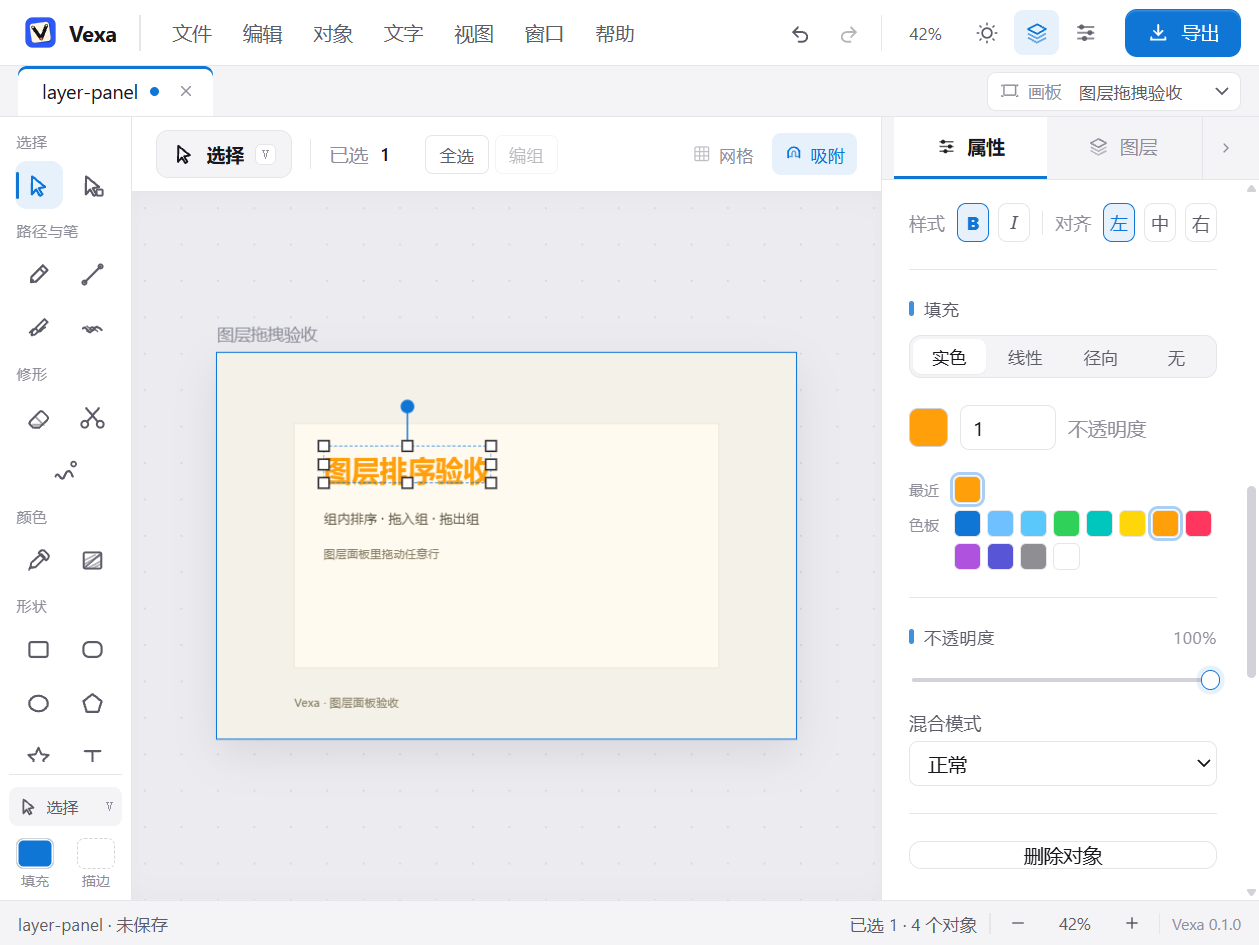 Vexa 文件 编辑 对象 文字 视图 窗口 帮助 42% 导出
layer-panel 画板 图层拖拽验收
选择
路径与笔
修形
颜色
形状
选择 V
填充 描边
选择 V 已选 1 全选 编组 网格 吸附
图层拖拽验收
图层排序验收
组内排序 · 拖入组 · 拖出组
图层面板里拖动任意行
Vexa · 图层面板验收
属性 图层
样式 B I 对齐 左 中 右
填充
实色 线性 径向 无
1 不透明度
最近
色板
不透明度 100%
混合模式
正常
删除对象
layer-panel · 未保存 已选 1 · 4 个对象 − 42% + Vexa 0.1.0